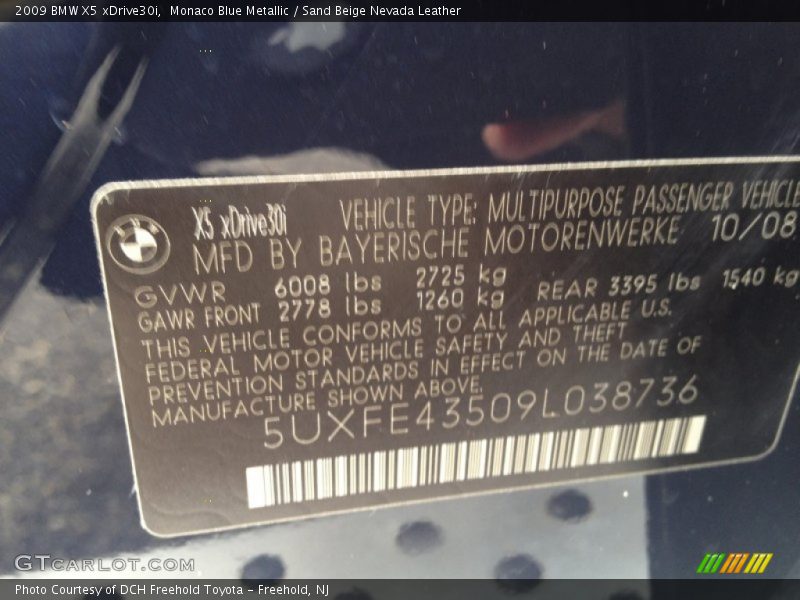 2009 BMW X5 xDrive30i, Monaco Blue Metallic / Sand Beige Nevada Leather
BMW
X5 xDrive30i VEHICLE TYPE: MULTIPURPOSE PASSENGER VEHICLE
MFD BY BAYERISCHE MOTORENWERKE 10/08
GVWR 6008 lbs 2725 kg
GAWR FRONT 2778 lbs 1260 kg REAR 3395 lbs 1540 kg
THIS VEHICLE CONFORMS TO ALL APPLICABLE U.S.
FEDERAL MOTOR VEHICLE SAFETY AND THEFT
PREVENTION STANDARDS IN EFFECT ON THE DATE OF
MANUFACTURE SHOWN ABOVE.
5UXFE43509L038736
GTCARLOT.COM
Photo Courtesy of DCH Freehold Toyota - Freehold, NJ